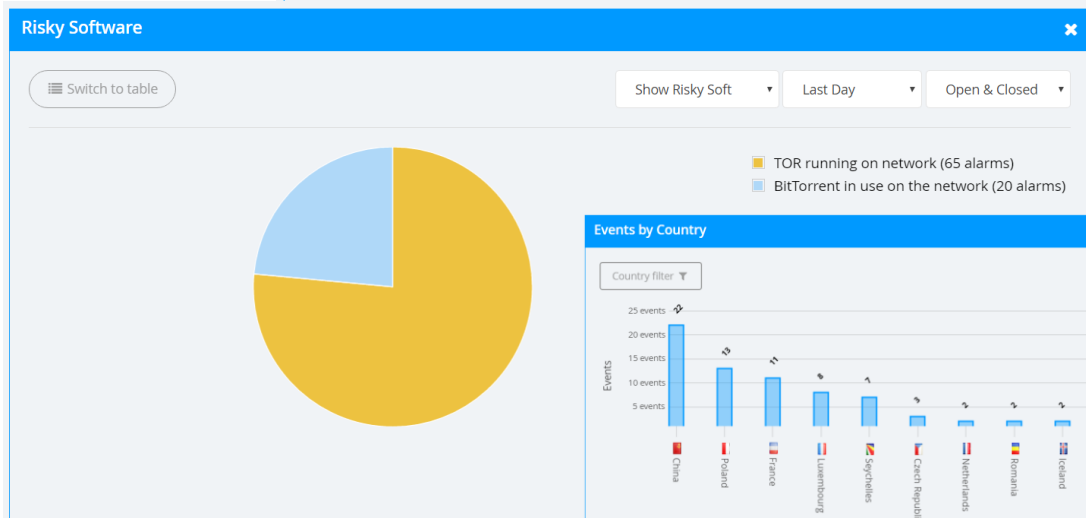 Risky Software
Switch to table
Show Risky Soft
Last Day
Open & Closed
TOR running on network (65 alarms)
BitTorrent in use on the network (20 alarms)
Events by Country
Country filter
Events
25 events
20 events
15 events
10 events
5 events
22
13
11
8
7
3
2
2
2
China
Poland
France
Luxembourg
Seychelles
Czech Republi
Netherlands
Romania
Iceland